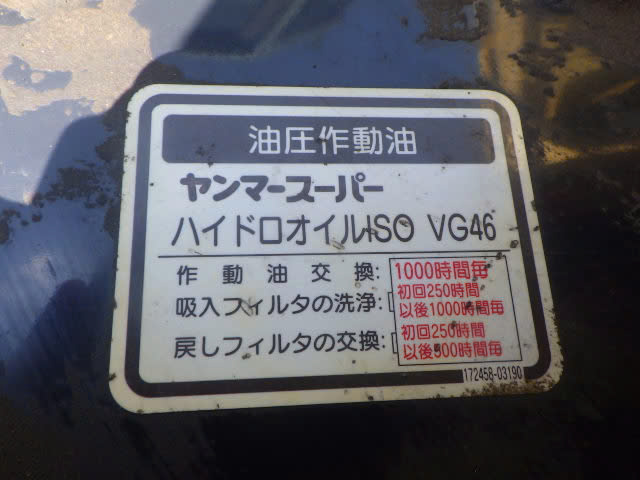 油圧作動油
ヤンマースーパー
ハイドロオイルISO VG46
作動油交換: 1000時間毎
吸入フィルタの洗浄: 初回250時間
以後1000時間毎
戻しフィルタの交換: 初回250時間
以後500時間毎
172458-03190